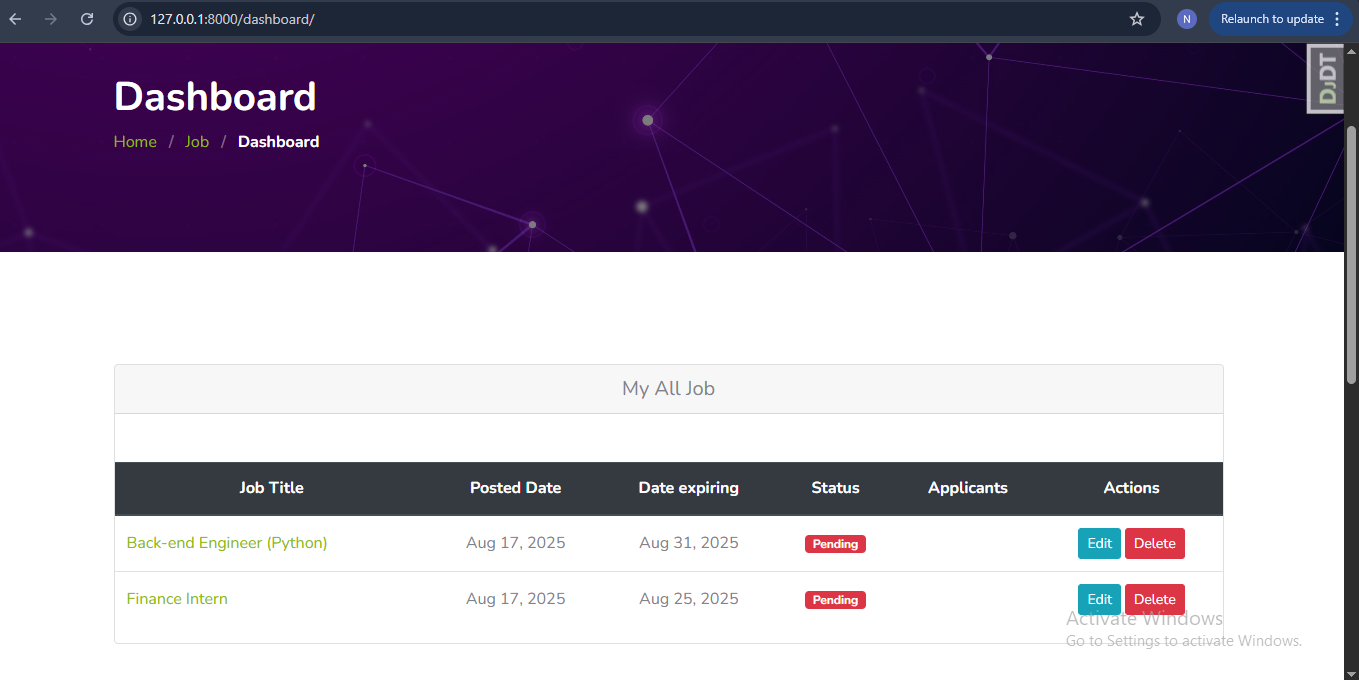 127.0.0.1:8000/dashboard/
N
Relaunch to update
DJDT
Dashboard
Home / Job / Dashboard
My All Job
Job Title Posted Date Date expiring Status Applicants Actions
Back-end Engineer (Python) Aug 17, 2025 Aug 31, 2025 Pending Edit Delete
Finance Intern Aug 17, 2025 Aug 25, 2025 Pending Edit Delete
Activate Windows
Go to Settings to activate Windows.